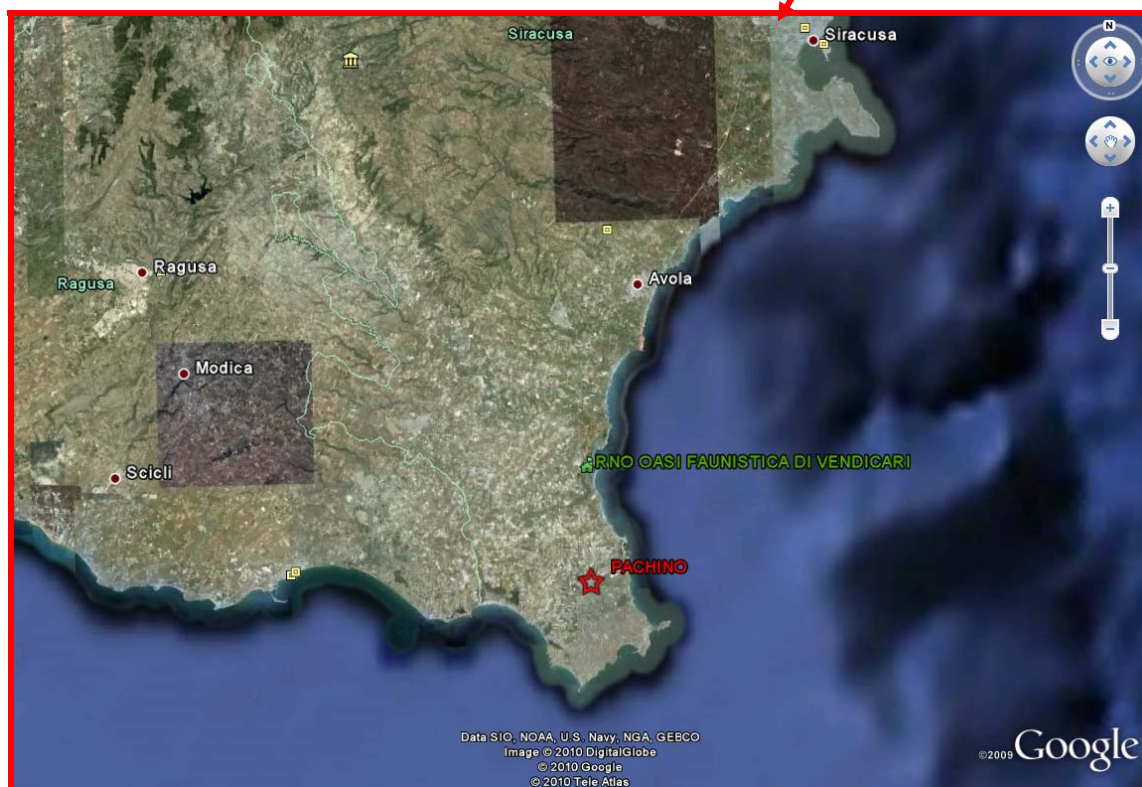 N
Siracusa
Siracusa
Ragusa
Ragusa
Avola
Modica
Scicli
RNO OASI FAUNISTICA DI VENDICARI
PACHINO
Data SIO, NOAA, U.S. Navy, NGA, GEBCO
Image © 2010 DigitalGlobe
© 2010 Google
© 2010 Tele Atlas
©2009 Google